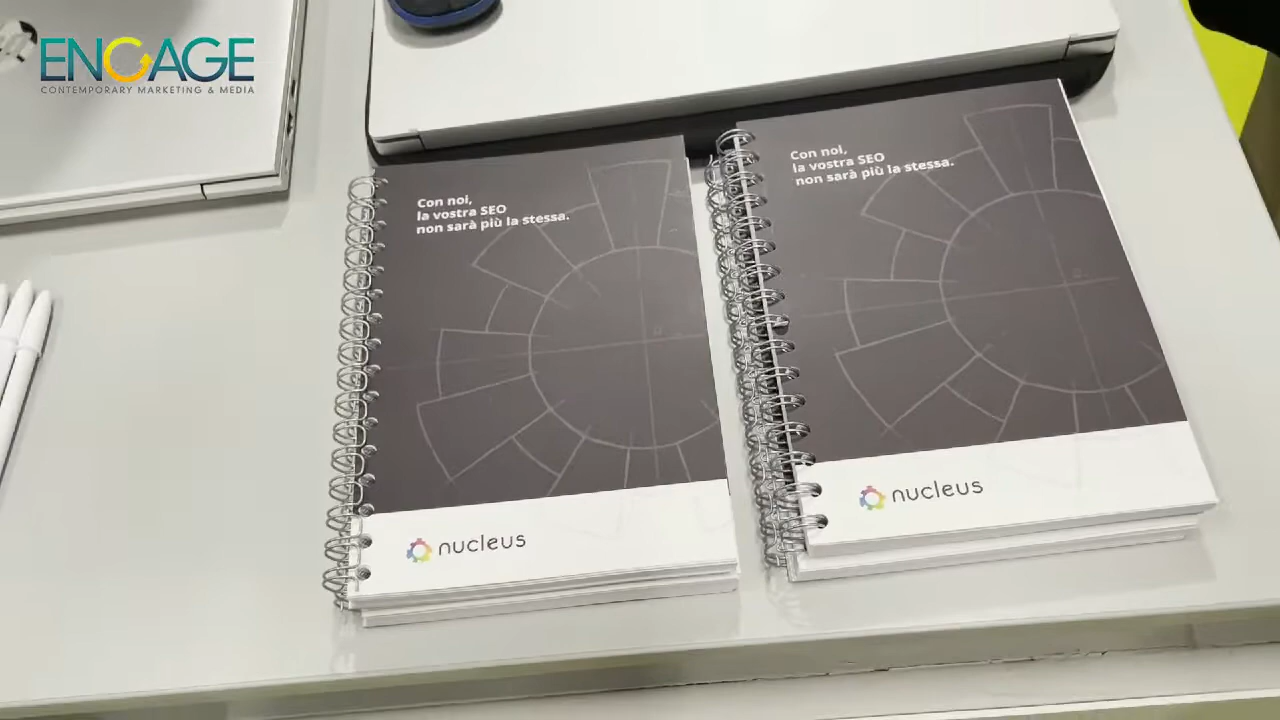 ENGAGE
CONTEMPORARY MARKETING & MEDIA
Con noi,
la vostra SEO
non sarà più la stessa.
nucleus
Con noi,
la vostra SEO
non sarà più la stessa.
nucleus